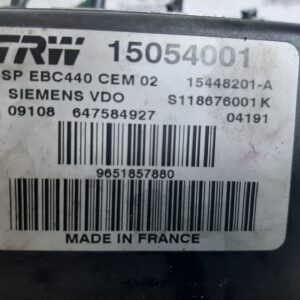 TRW 15054001
SP EBC440 CEM 02 15448201-A
SIEMENS VDO S118676001 K
09108 647584927 04191
9651857880
MADE IN FRANCE